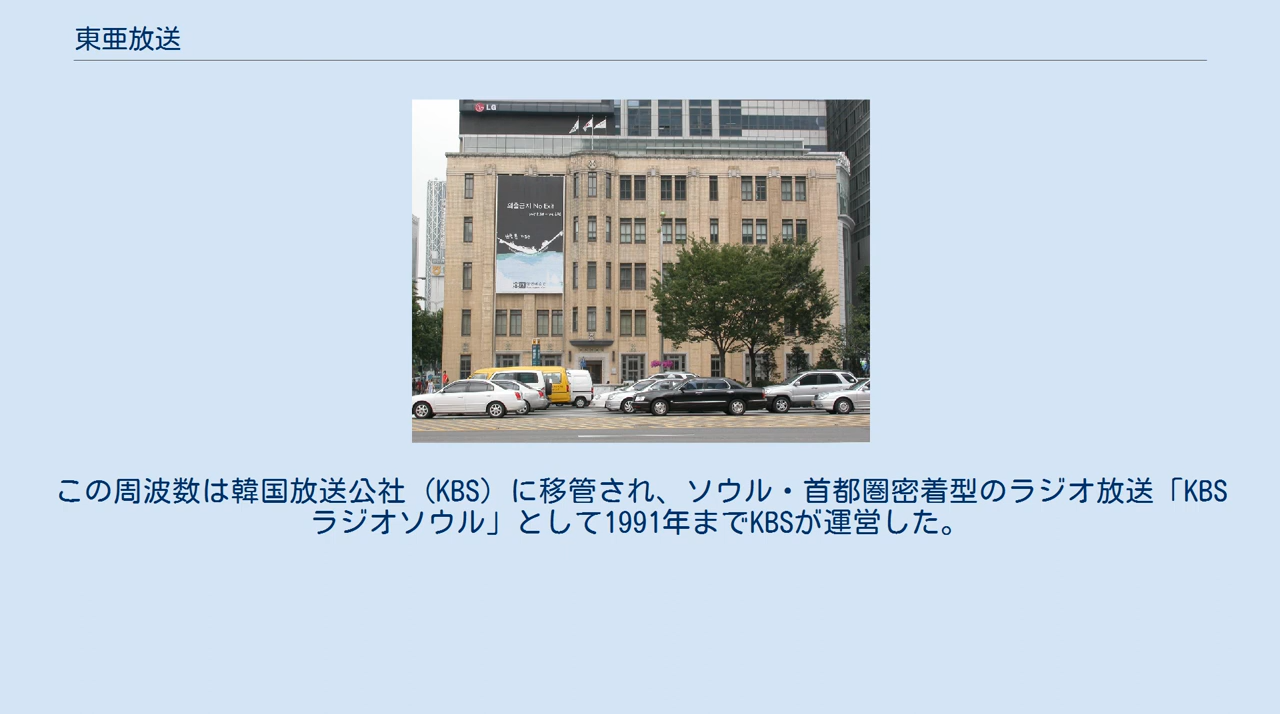 東亜放送
LG
No Exit
この周波数は韓国放送公社（KBS）に移管され、ソウル・首都圏密着型のラジオ放送「KBS
ラジオソウル」として1991年までKBSが運営した。